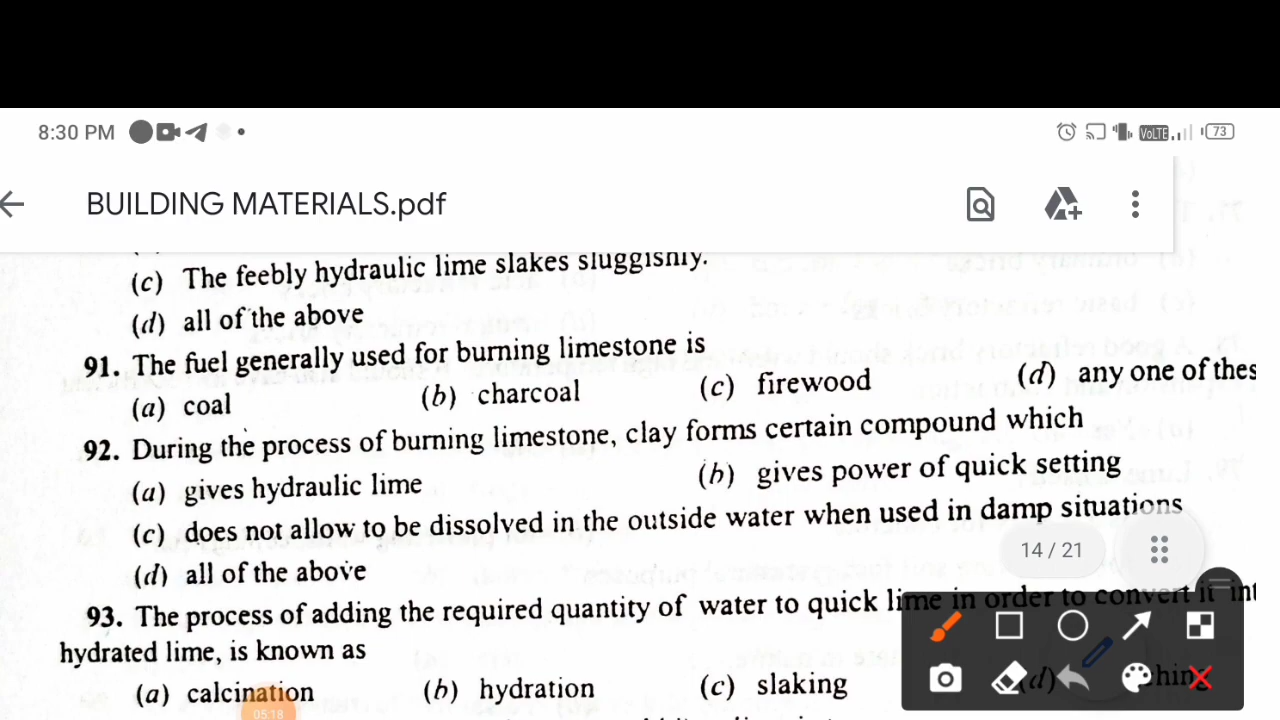 8:30 PM
VoLTE 73
BUILDING MATERIALS.pdf
(c) The feebly hydraulic lime slakes sluggishly.
(d) all of the above
91. The fuel generally used for burning limestone is
(a) coal (b) charcoal (c) firewood (d) any one of thes
92. During the process of burning limestone, clay forms certain compound which
(a) gives hydraulic lime (b) gives power of quick setting
(c) does not allow to be dissolved in the outside water when used in damp situations
(d) all of the above
14 / 21
93. The process of adding the required quantity of water to quick lime in order to convert it int
hydrated lime, is known as
(a) calcination (b) hydration (c) slaking (d) hing
05:18